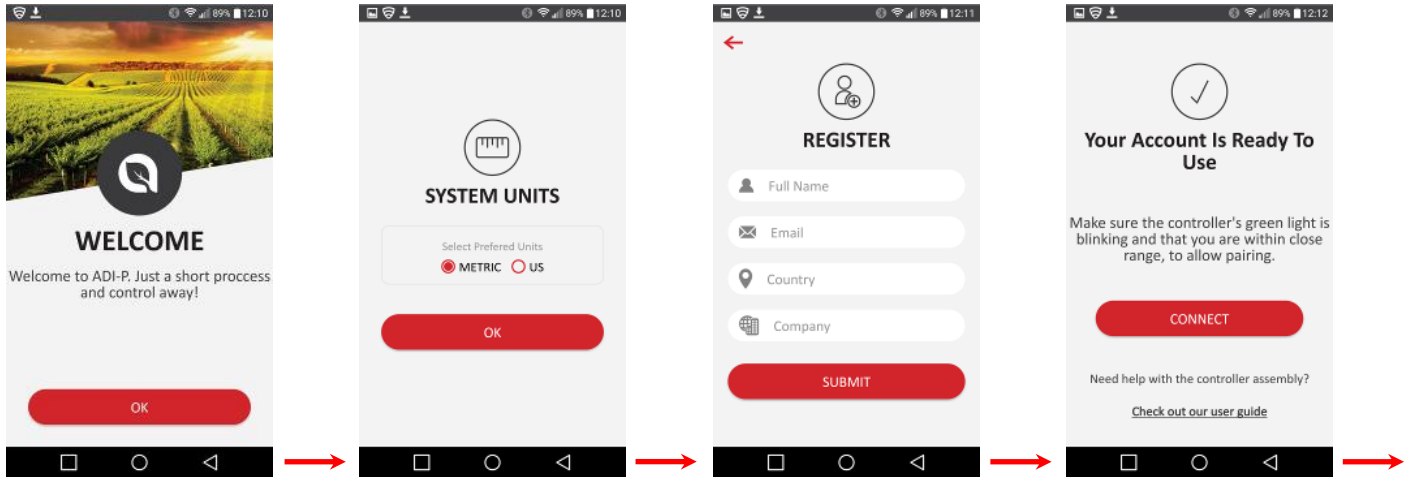 89% 12:10
WELCOME
Welcome to ADI-P. Just a short proccess
and control away!
OK
89% 12:10
SYSTEM UNITS
Select Prefered Units
METRIC US
OK
89% 12:11
REGISTER
Full Name
Email
Country
Company
SUBMIT
89% 12:12
Your Account Is Ready To
Use
Make sure the controller's green light is
blinking and that you are within close
range, to allow pairing.
CONNECT
Need help with the controller assembly?
Check out our user guide